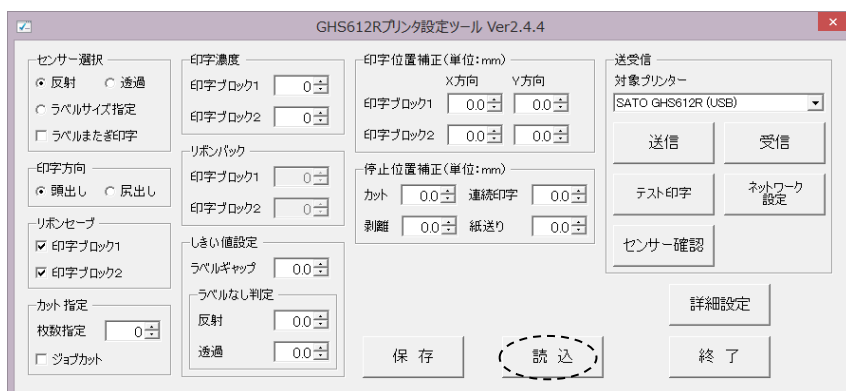 GHS612Rプリンタ設定ツール Ver2.4.4
センサー選択
反射 透過
ラベルサイズ指定
ラベルまたぎ印字
印字方向
頭出し 尻出し
リボンセーブ
印字ブロック1
印字ブロック2
カット指定
枚数指定 0
ジョブカット
印字濃度
印字ブロック1 0
印字ブロック2 0
リボンバック
印字ブロック1 0
印字ブロック2 0
しきい値設定
ラベルギャップ 0.0
ラベルなし判定
反射 0.0
透過 0.0
印字位置補正(単位:mm)
X方向 Y方向
印字ブロック1 0.0 0.0
印字ブロック2 0.0 0.0
停止位置補正(単位:mm)
カット 0.0 連続印字 0.0
剥離 0.0 紙送り 0.0
保存
読込
送受信
対象プリンター
SATO GHS612R (USB)
送信 受信
テスト印字 ネットワーク
設定
センサー確認
詳細設定
終了